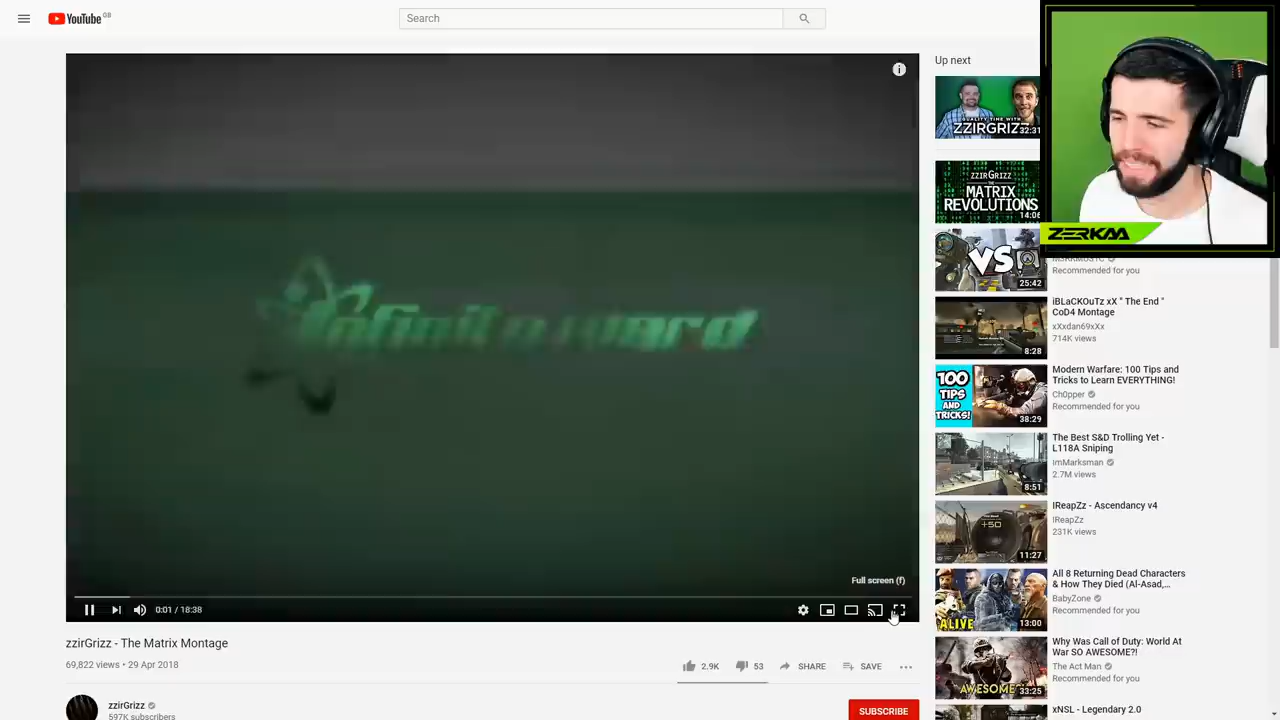 YouTube GB
Search
Up next
QUALITY TIME WITH
ZZIRGRIZZ
32:31
ZZIRGRIZZ
THE
MATRIX
REVOLUTIONS
14:06
VS
25:42
Recommended for you
iBLaCKOuTz xX " The End "
CoD4 Montage
xXxdan69xXx
714K views
8:28
Modern Warfare: 100 Tips and
Tricks to Learn EVERYTHING!
Ch0pper
Recommended for you
100
TIPS
AND
TRICKS!
38:29
The Best S&D Trolling Yet -
L118A Sniping
ImMarksman
2.7M views
8:51
IReapZz - Ascendancy v4
IReapZz
231K views
+50
11:27
All 8 Returning Dead Characters
& How They Died (Al-Asad,...
BabyZone
Recommended for you
ALIVE
13:00
Why Was Call of Duty: World At
War SO AWESOME?!
The Act Man
Recommended for you
AWESOME
33:25
xNSL - Legendary 2.0
ZERKAA
Full screen (f)
0:01 / 18:38
zzirGrizz - The Matrix Montage
69,822 views • 29 Apr 2018
2.9K
53
SHARE
SAVE
zzirGrizz
597K subscribers
SUBSCRIBE